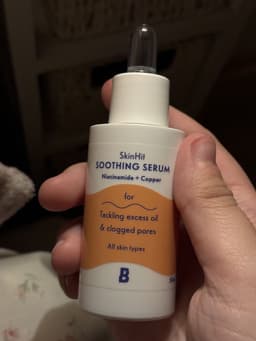 SkinHit
SOOTHING SERUM
Niacinamide + Copper
for
Tackling excess oil
& clogged pores
All skin types
B